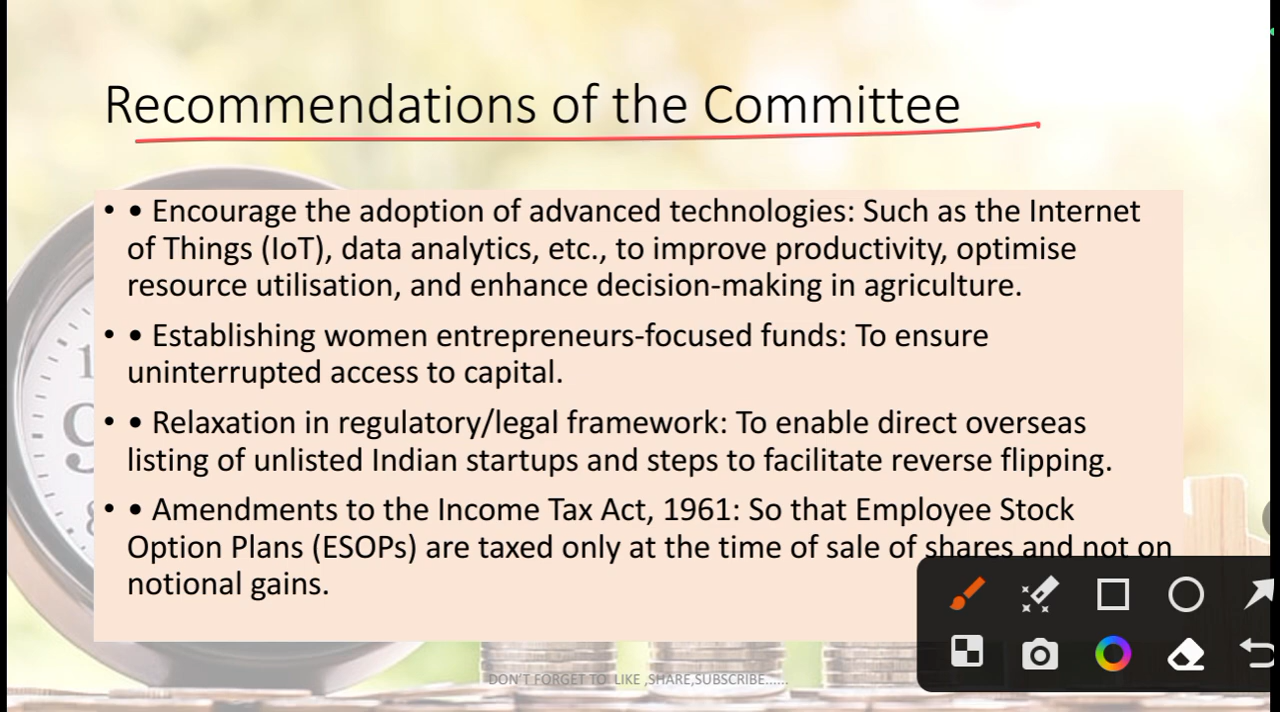 Recommendations of the Committee
• • Encourage the adoption of advanced technologies: Such as the Internet
of Things (IoT), data analytics, etc., to improve productivity, optimise
resource utilisation, and enhance decision-making in agriculture.
• • Establishing women entrepreneurs-focused funds: To ensure
uninterrupted access to capital.
• • Relaxation in regulatory/legal framework: To enable direct overseas
listing of unlisted Indian startups and steps to facilitate reverse flipping.
• • Amendments to the Income Tax Act, 1961: So that Employee Stock
Option Plans (ESOPs) are taxed only at the time of sale of shares and not on
notional gains.
DON'T FORGET TO LIKE ,SHARE,SUBSCRIBE......